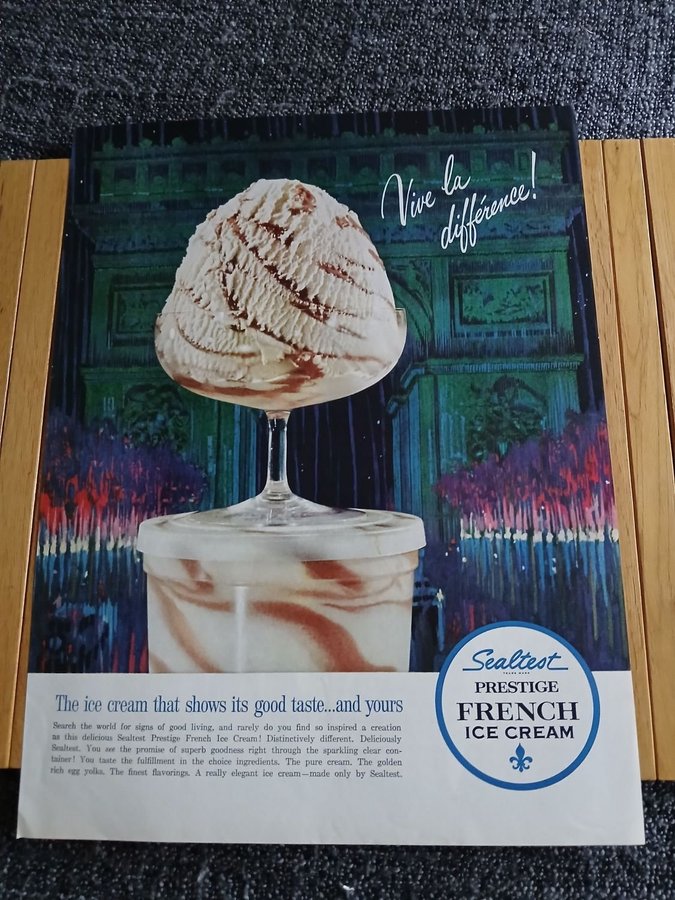 Vive la
différence!
The ice cream that shows its good taste...and yours
Search the world for signs of good living, and rarely do you find so inspired a creation
as this delicious Sealtest Prestige French Ice Cream! Distinctively different. Deliciously
Sealtest. You see the promise of superb goodness right through the sparkling clear con-
tainer! You taste the fulfillment in the choice ingredients. The pure cream. The golden
rich egg yolks. The finest flavorings. A really elegant ice cream—made only by Sealtest.
Sealtest
TRADE MARK
PRESTIGE
FRENCH
ICE CREAM